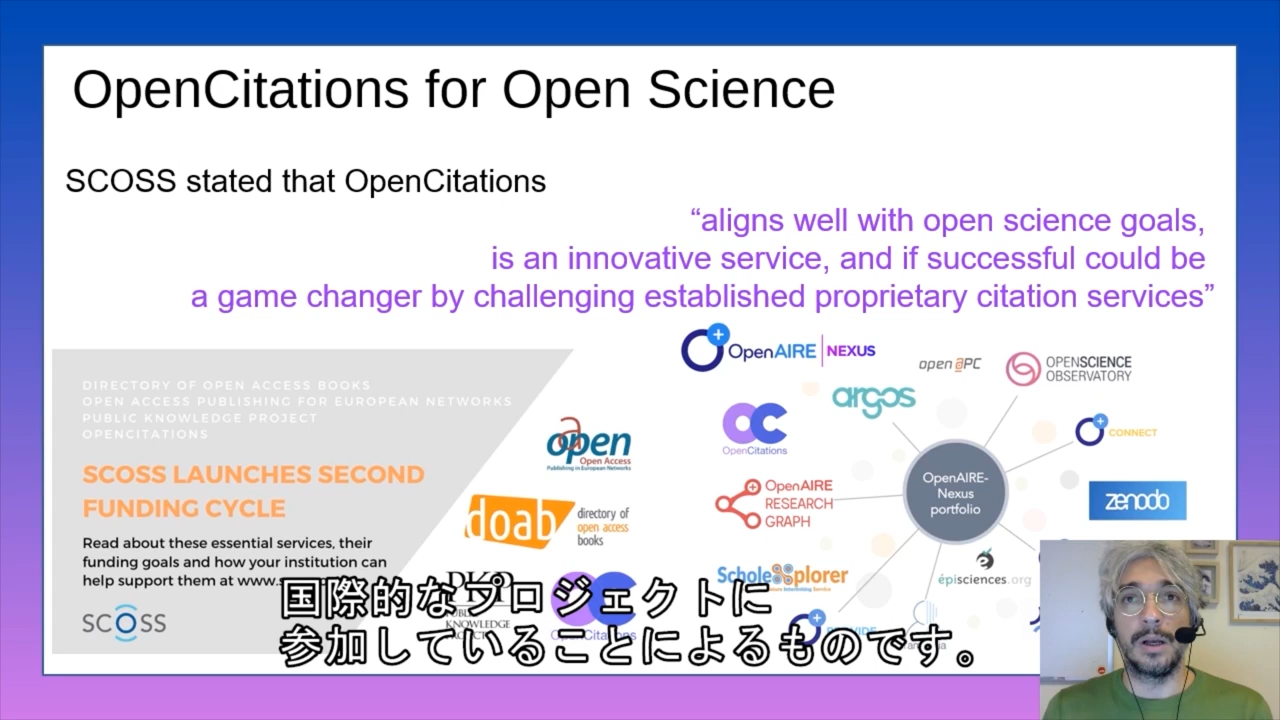 OpenCitations for Open Science
SCOSS stated that OpenCitations
“aligns well with open science goals,
is an innovative service, and if successful could be
a game changer by challenging established proprietary citation services”
DIRECTORY OF OPEN ACCESS BOOKS
OPEN ACCESS PUBLISHING FOR EUROPEAN NETWORKS
PUBLIC KNOWLEDGE PROJECT
OPENCITATIONS
SCOSS LAUNCHES SECOND
FUNDING CYCLE
Read about these essential services, their
funding goals and how your institution can
help support them at www.
SCOSS
open
Open Access
Publishing in European Networks
doab
directory of
open access
books
PKP
KNOWLEDGE
OpenCitations
OpenAIRE NEXUS
open APC
OPENSCIENCE
OBSERVATORY
argos
OC
OpenCitations
CONNECT
OpenAIRE
RESEARCH
GRAPH
OpenAIRE-
Nexus
portfolio
zenodo
Scholexplorer
épisciences.org
国際的なプロジェクトに
参加していることによるものです。